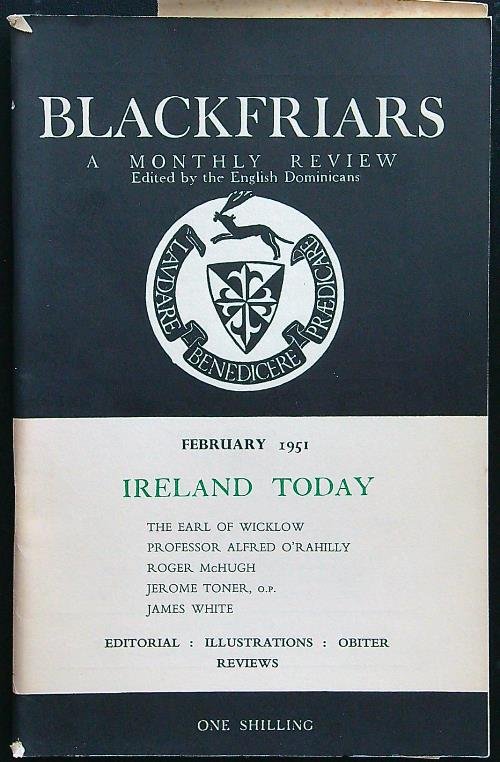 BLACKFRIARS
A MONTHLY REVIEW
Edited by the English Dominicans
LAVDARE
BENEDICERE
PRÆDICARE
FEBRUARY 1951
IRELAND TODAY
THE EARL OF WICKLOW
PROFESSOR ALFRED O'RAHILLY
ROGER McHUGH
JEROME TONER, O.P.
JAMES WHITE
EDITORIAL : ILLUSTRATIONS : OBITER
REVIEWS
ONE SHILLING